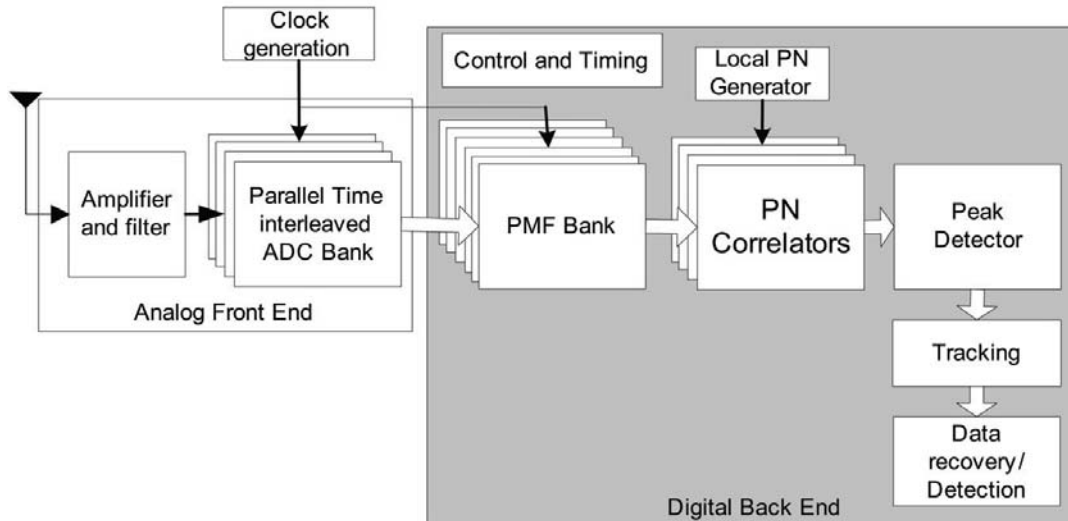 Clock
generation
Control and Timing
Local PN
Generator
Amplifier
and filter
Parallel Time
interleaved
ADC Bank
PMF Bank
PN
Correlators
Peak
Detector
Analog Front End
Tracking
Data
recovery/
Detection
Digital Back End